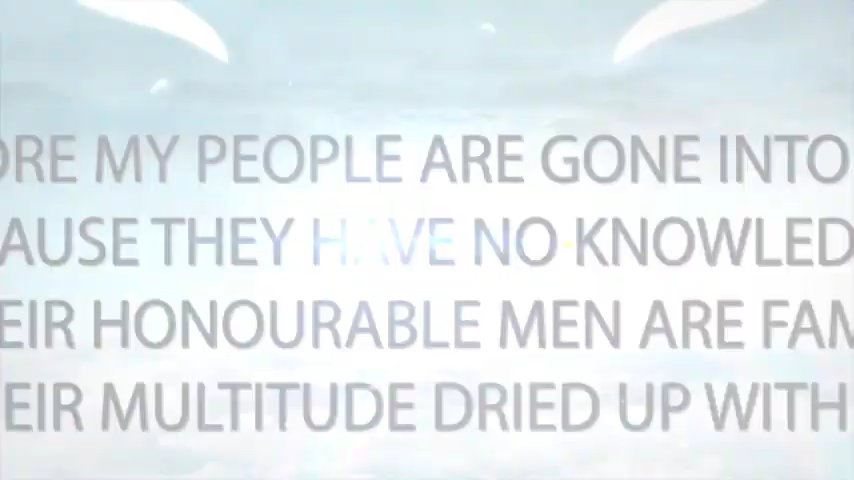 ORE MY PEOPLE ARE GONE INTO
AUSE THEY HAVE NO KNOWLED
EIR HONOURABLE MEN ARE FAM
EIR MULTITUDE DRIED UP WITH